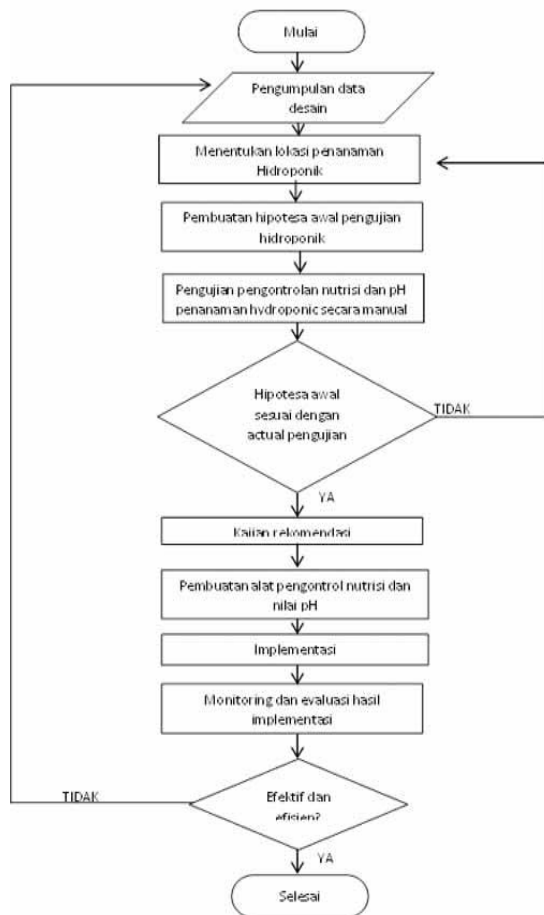 Mulai
Pengumpulan data
desain
Menentukan lokasi penanaman
Hidroponik
Pembuatan hipotesa awal pengujian
hidroponik
Pengujian pengontrolan nutrisi dan pH
penanaman hydroponic secara manual
Hipotesa awal
sesuai dengan
actual pengujian
TIDAK
YA
Kajian rekomendasi
Pembuatan alat pengontrol nutrisi dan
nilai pH
Implementasi
Monitoring dan evaluasi hasil
implementasi
TIDAK
Efektif dan
efisien?
YA
Selesai